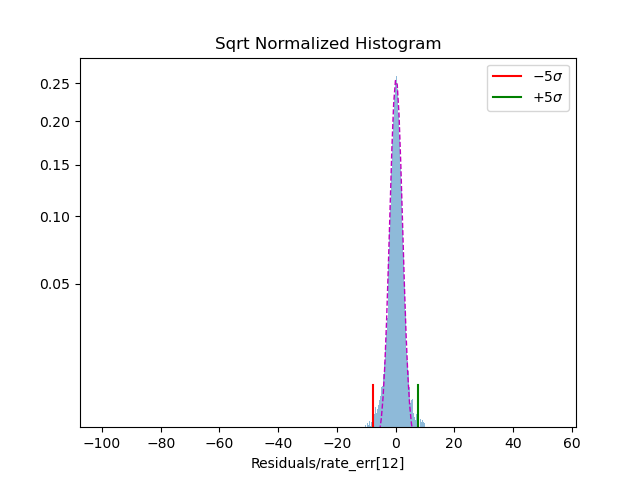 Sqrt Normalized Histogram
−5σ
+5σ
0.25
0.20
0.15
0.10
0.05
−100 −80 −60 −40 −20 0 20 40 60
Residuals/rate_err[12]